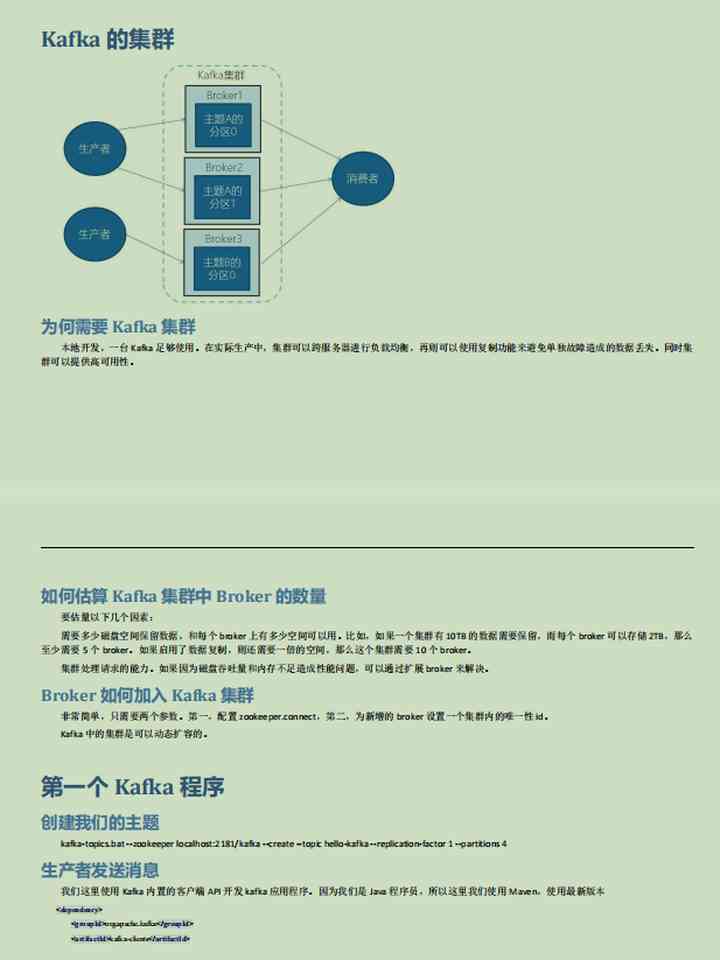 Kafka 的集群
Kafka集群
Broker1
主题A的
分区0
生产者
Broker2
主题A的
分区1
消费者
生产者
Broker3
主题B的
分区0
为何需要 Kafka 集群
本地开发，一台 Kafka 足够使用。在实际生产中，集群可以跨服务器进行负载均衡，再则可以使用复制功能来避免单独故障造成的数据丢失。同时集
群可以提供高可用性。
如何估算 Kafka 集群中 Broker 的数量
要估量以下几个因素：
需要多少磁盘空间保留数据，和每个 broker 上有多少空间可以用。比如，如果一个集群有 10TB 的数据需要保留，而每个 broker 可以存储 2TB，那么
至少需要 5 个 broker。如果启用了数据复制，则还需要一倍的空间，那么这个集群需要 10 个 broker。
集群处理请求的能力。如果因为磁盘吞吐量和内存不足造成性能问题，可以通过扩展 broker 来解决。
Broker 如何加入 Kafka 集群
非常简单，只需要两个参数。第一，配置 zookeeper.connect，第二，为新增的 broker 设置一个集群内的唯一性 id。
Kafka 中的集群是可以动态扩容的。
第一个 Kafka 程序
创建我们的主题
kafka-topics.bat --zookeeper localhost:2181/kafka --create --topic hello-kafka --replication-factor 1 --partitions 4
生产者发送消息
我们这里使用 Kafka 内置的客户端 API 开发 kafka 应用程序。因为我们是 Java 程序员，所以这里我们使用 Maven，使用最新版本
<dependency>
<groupId>org.apache.kafka</groupId>
<artifactId>kafka-clients</artifactId>